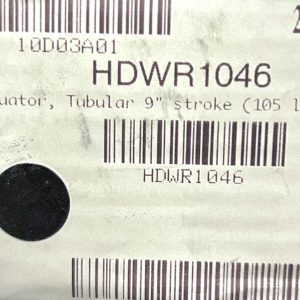 10D03A01
HDWR1046
uator, Tubular 9" stroke (105 l
HDWR1046